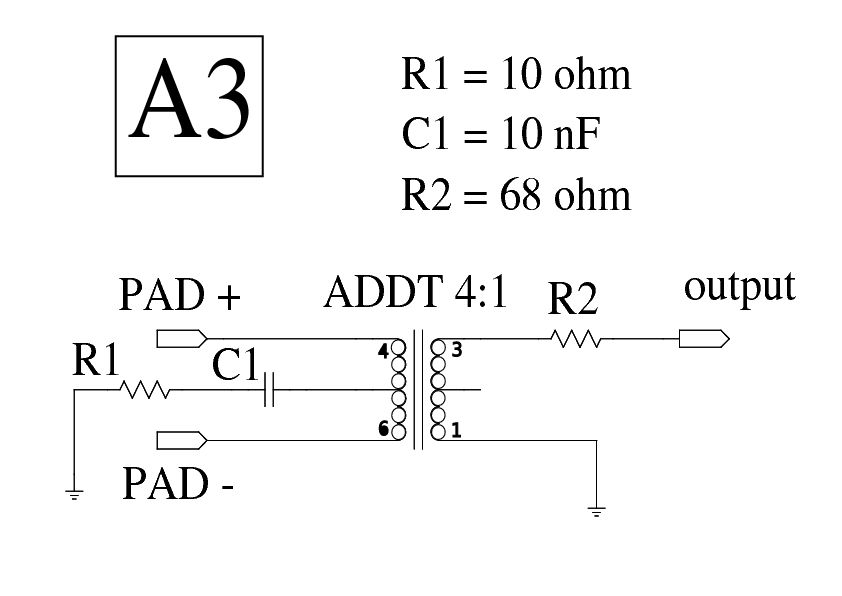 A3
R1 = 10 ohm
C1 = 10 nF
R2 = 68 ohm
PAD +
ADDT 4:1
R2
output
R1
C1
4
3
6
1
PAD -